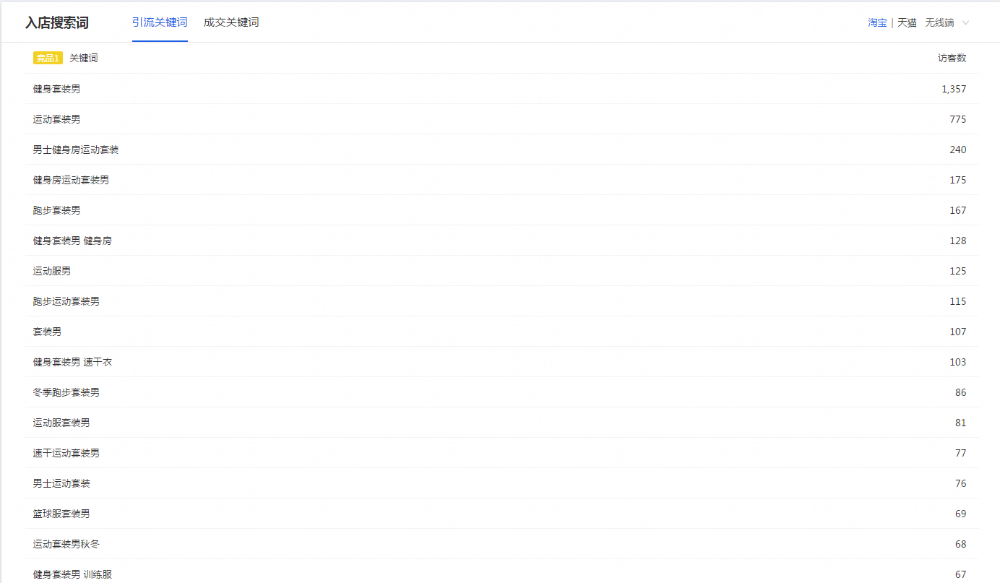 入店搜索词 引流关键词 成交关键词 淘宝 | 天猫 无线端
竞品1 关键词 访客数
健身套装男 1,357
运动套装男 775
男士健身房运动套装 240
健身房运动套装男 175
跑步套装男 167
健身套装男 健身房 128
运动服男 125
跑步运动套装男 115
套装男 107
健身套装男 速干衣 103
冬季跑步套装男 86
运动服套装男 81
速干运动套装男 77
男士运动套装 76
篮球服套装男 69
运动套装男秋冬 68
健身套装男 训练服 67